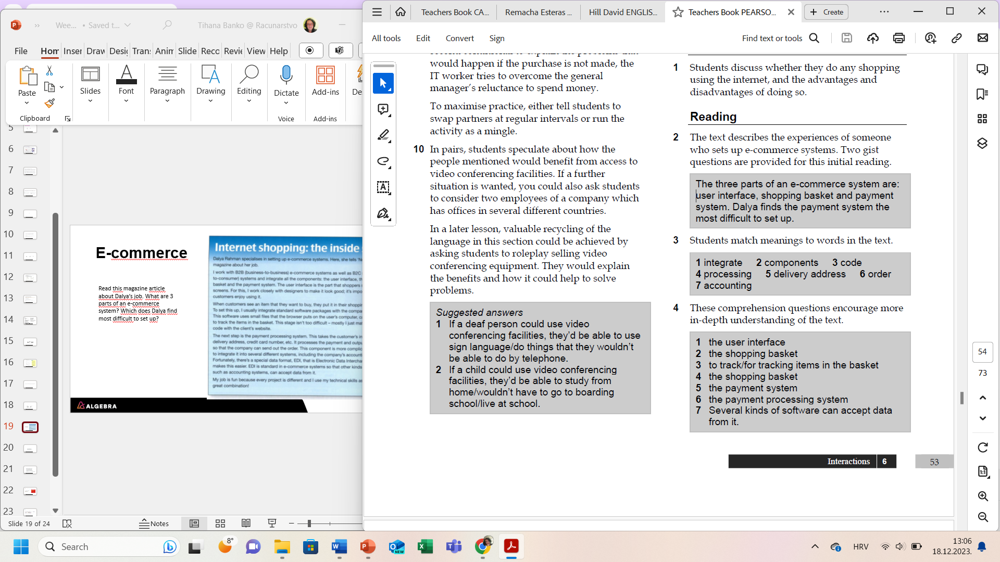 Wee... • Saved t...
Tihana Banko @ Racunarstvo
File Hom Inser Draw Desig Tran: Anim Slide Reco Revie View Help
Paste
Slides
Font
Paragraph
Drawing
Editing
Dictate
Add-ins
De
Clipboard
Voice
Add-ins
5
6
7
8
9
10
11
12
13
14
15
16
17
18
19
20
21
22
23
E-commerce
Read this magazine article
about Dalya's job. What are 3
parts of an e-commerce
system? Which does Dalya find
most difficult to set up?
Internet shopping: the inside
Dalya Rahman specialises in setting up e-commerce systems. Here, she tells
magazine about her job.
I work with B2B (business-to-business) e-commerce systems as well as B2C
to-consumer) systems and integrate all the components: the user interface, th
basket and the payment system. The user interface is the part that shoppers
screens. For this, I work closely with designers to make it look good; it's impo
customers enjoy using it.
When customers see an item that they want to buy, they put it in their shoppin
To set this up, I usually integrate standard software packages with the compa
This software uses small files that the browser puts on the user's computer, c
to track the items in the basket. This stage isn't too difficult – mostly I just ma
code with the client's website.
The next step is the payment processing system. This takes the customer's in
delivery address, credit card number, etc. It processes the payment and outpu
so that the company can send out the order. This component is more complic
to integrate it into several different systems, including the company's account
Fortunately, there's a special data format, EDI, that is Electronic Data Intercha
makes this easier. EDI is standard in e-commerce systems so that other kinds
such as accounting systems, can accept data from it.
My job is fun because every project is different and I use my technical skills as
great combination!
ALGEBRA
Slide 19 of 24
Notes
Teachers Book CA...
Remacha Esteras ...
Hill David ENGLIS...
Teachers Book PEARSO...
Create
All tools Edit Convert Sign
Find text or tools
would happen if the purchase is not made, the
IT worker tries to overcome the general
manager's reluctance to spend money.
To maximise practice, either tell students to
swap partners at regular intervals or run the
activity as a mingle.
10 In pairs, students speculate about how the
people mentioned would benefit from access to
video conferencing facilities. If a further
situation is wanted, you could also ask students
to consider two employees of a company which
has offices in several different countries.
In a later lesson, valuable recycling of the
language in this section could be achieved by
asking students to roleplay selling video
conferencing equipment. They would explain
the benefits and how it could help to solve
problems.
Suggested answers
1 If a deaf person could use video
conferencing facilities, they'd be able to use
sign language/do things that they wouldn't
be able to do by telephone.
2 If a child could use video conferencing
facilities, they'd be able to study from
home/wouldn't have to go to boarding
school/live at school.
1 Students discuss whether they do any shopping
using the internet, and the advantages and
disadvantages of doing so.
Reading
2 The text describes the experiences of someone
who sets up e-commerce systems. Two gist
questions are provided for this initial reading.
The three parts of an e-commerce system are:
user interface, shopping basket and payment
system. Dalya finds the payment system the
most difficult to set up.
3 Students match meanings to words in the text.
1 integrate 2 components 3 code
4 processing 5 delivery address 6 order
7 accounting
4 These comprehension questions encourage more
in-depth understanding of the text.
1 the user interface
2 the shopping basket
3 to track/for tracking items in the basket
4 the shopping basket
5 the payment system
6 the payment processing system
7 Several kinds of software can accept data
from it.
Interactions 6
53
54
73
Search
8°
NEW
HRV
13:06
18.12.2023.